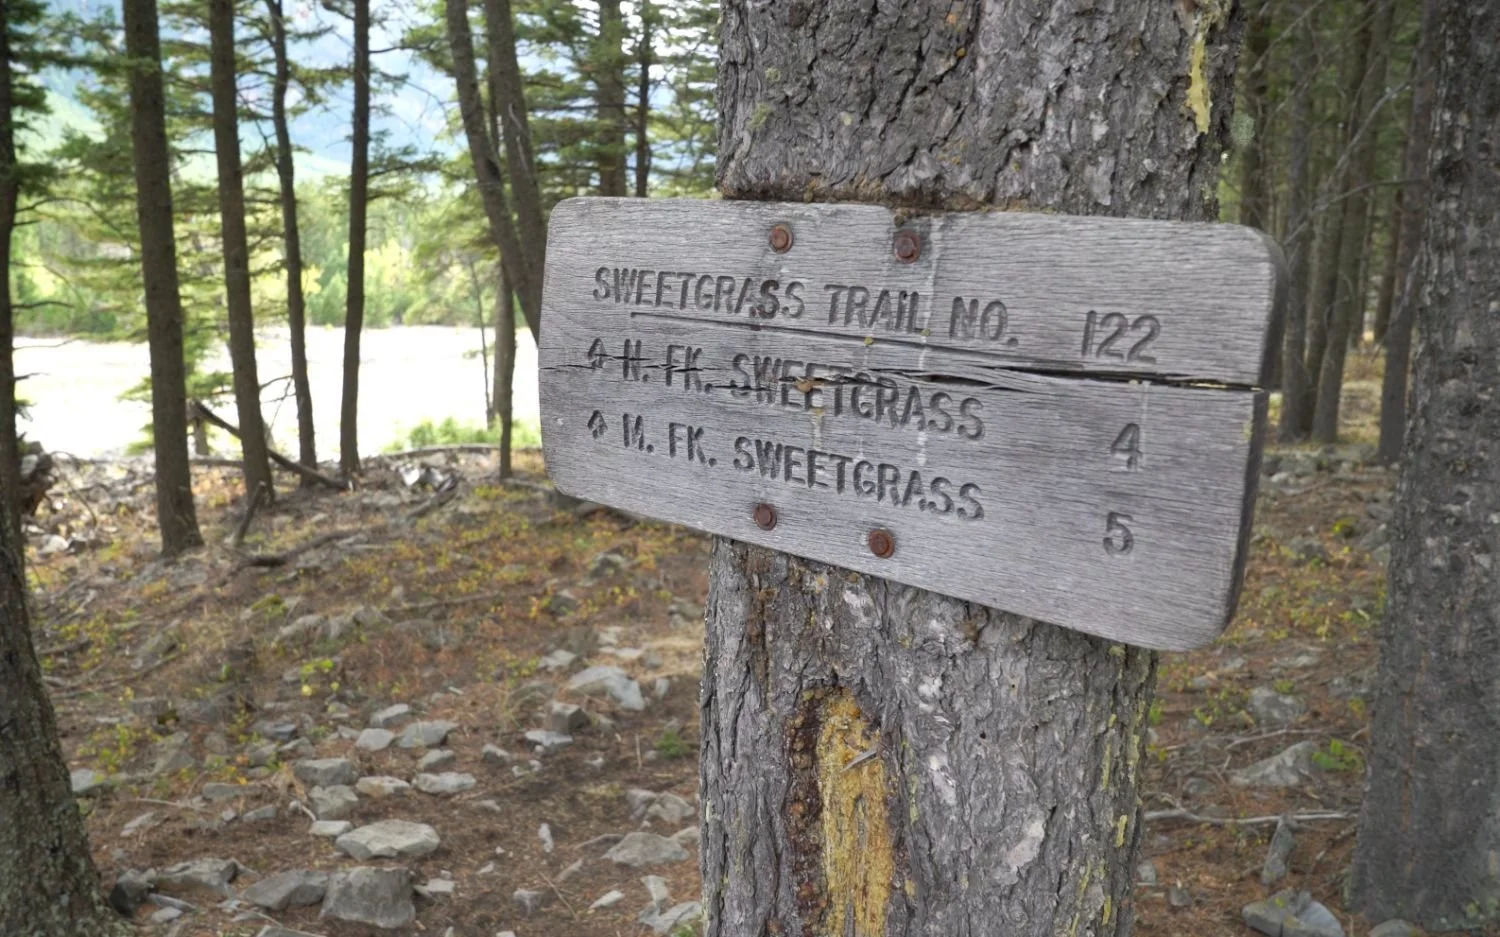 SWEETGRASS TRAIL NO. 122
N. FK. SWEETGRASS 4
M. FK. SWEETGRASS 5